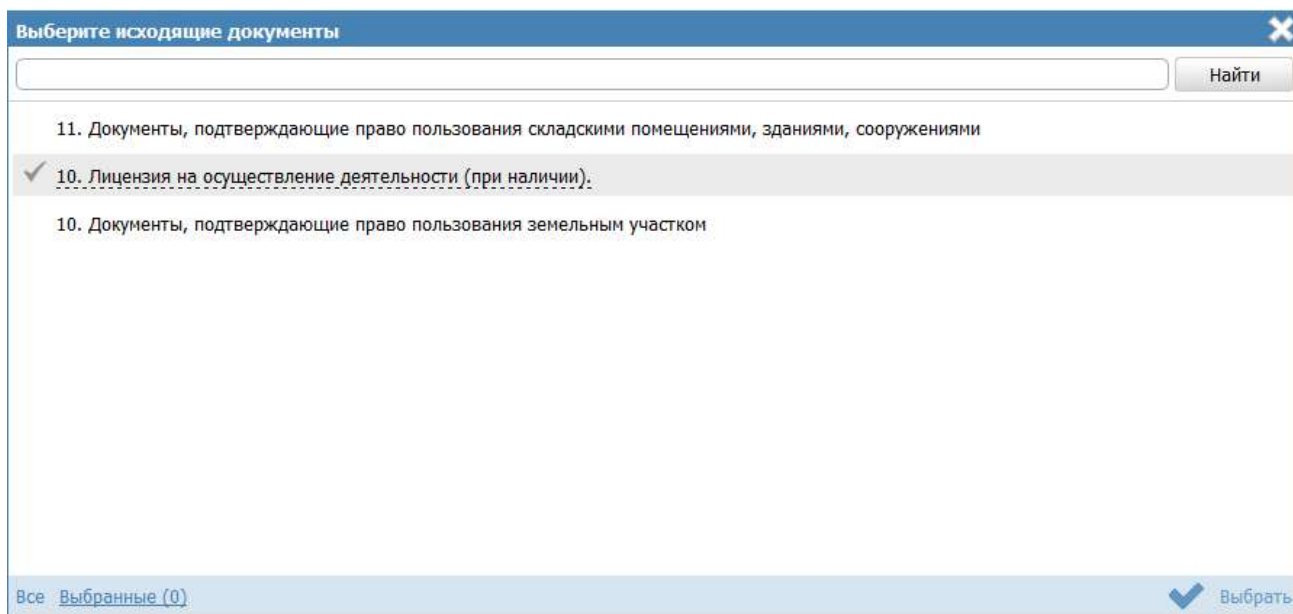 Выберите исходящие документы
Найти
11. Документы, подтверждающие право пользования складскими помещениями, зданиями, сооружениями
10. Лицензия на осуществление деятельности (при наличии).
10. Документы, подтверждающие право пользования земельным участком
Все Выбранные (0) Выбрать